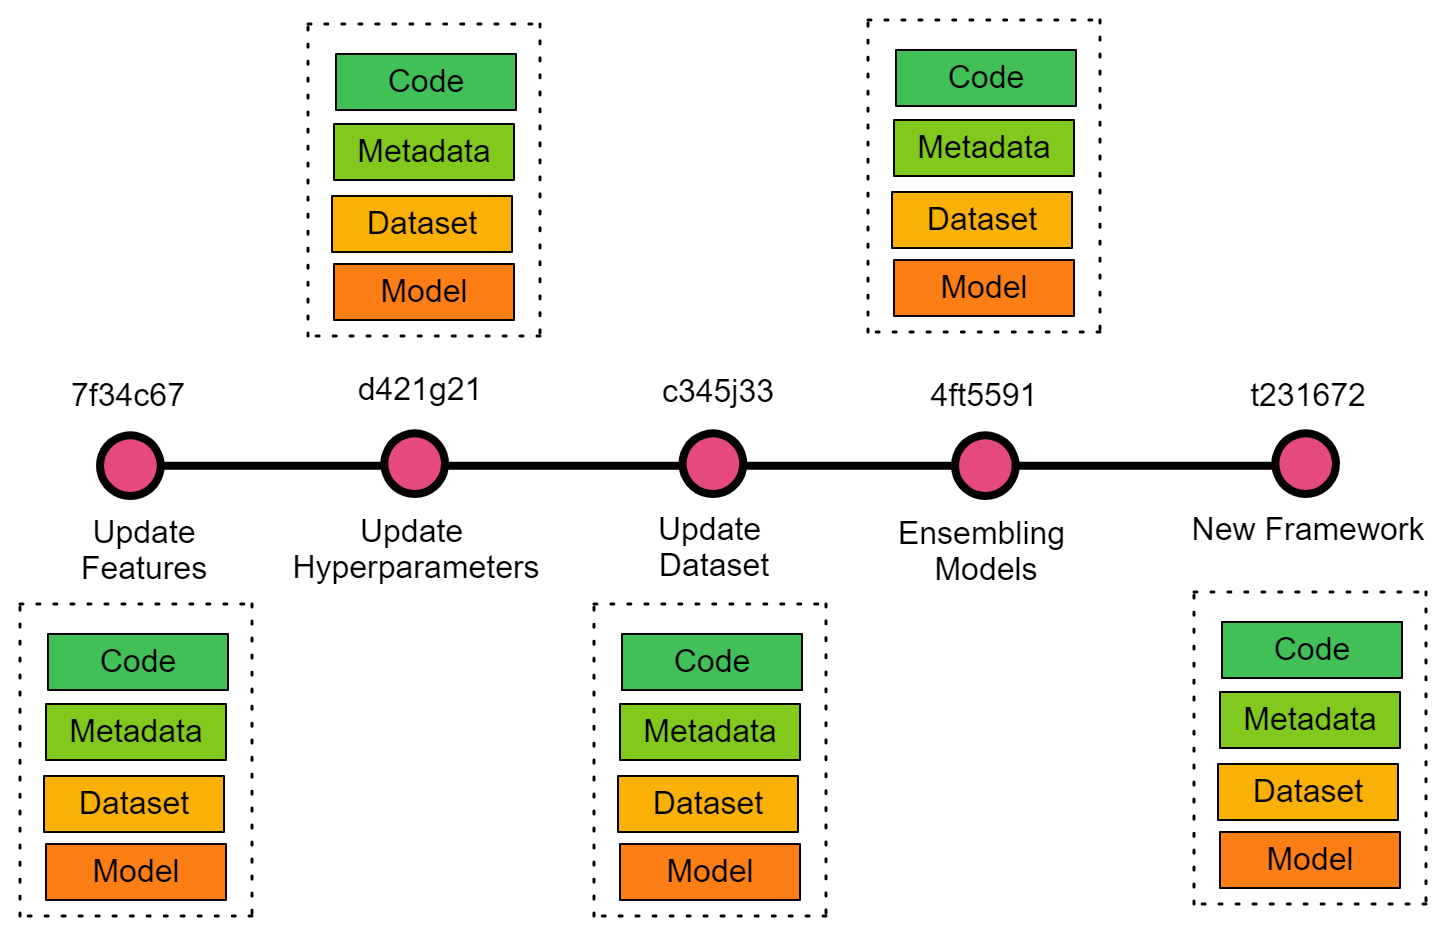 Code
Metadata
Dataset
Model
Code
Metadata
Dataset
Model
7f34c67
d421g21
c345j33
4ft5591
t231672
Update
Features
Update
Hyperparameters
Update
Dataset
Ensembling
Models
New Framework
Code
Metadata
Dataset
Model
Code
Metadata
Dataset
Model
Code
Metadata
Dataset
Model